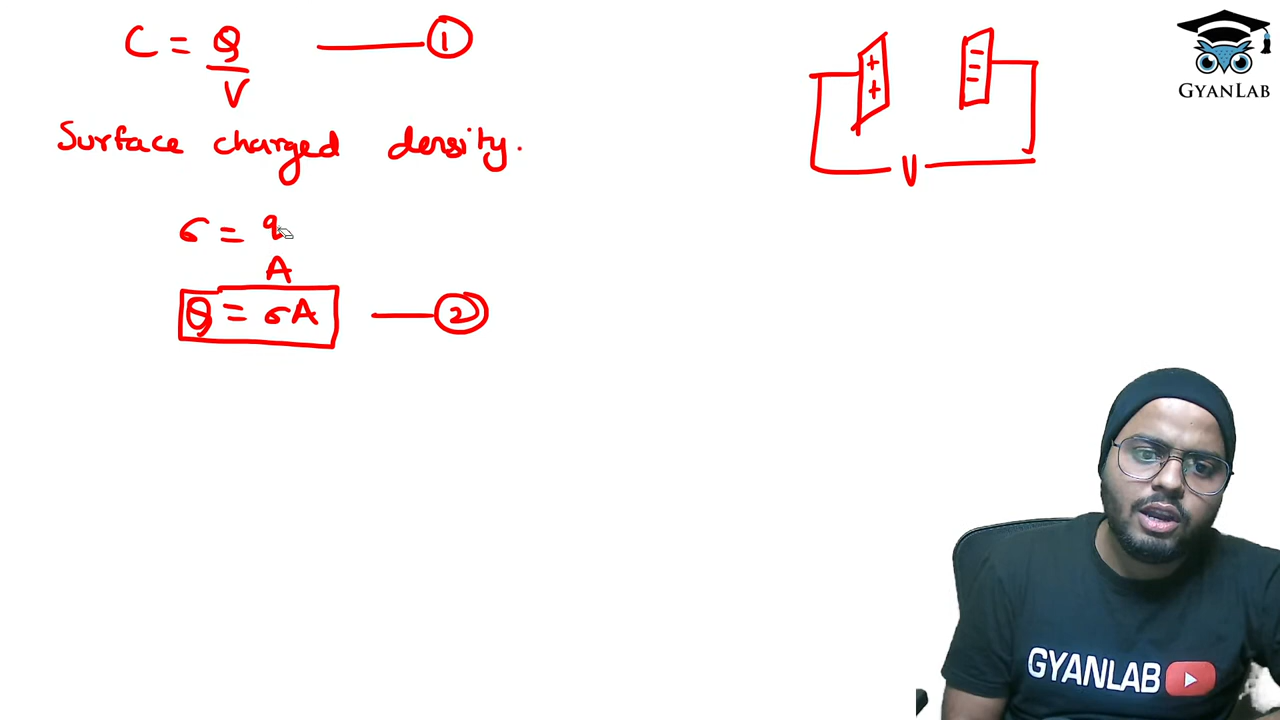 C = Q ——— ①
V
Surface charged density.
σ = q
A
Q = σA —— ②
+
+
V
GYANLAB
GYANLAB